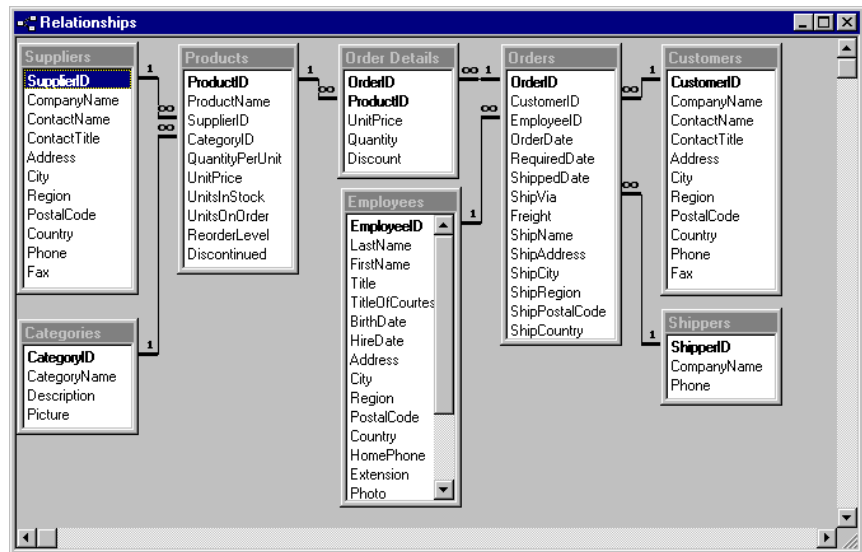 Relationships
Suppliers
SupplierID
CompanyName
ContactName
ContactTitle
Address
City
Region
PostalCode
Country
Phone
Fax
1
∞
Products
ProductID
ProductName
SupplierID
CategoryID
QuantityPerUnit
UnitPrice
UnitsInStock
UnitsOnOrder
ReorderLevel
Discontinued
∞
1
∞
Order Details
OrderID
ProductID
UnitPrice
Quantity
Discount
∞ 1
∞
Orders
OrderID
CustomerID
EmployeeID
OrderDate
RequiredDate
ShippedDate
ShipVia
Freight
ShipName
ShipAddress
ShipCity
ShipRegion
ShipPostalCode
ShipCountry
1
∞
∞
Customers
CustomerID
CompanyName
ContactName
ContactTitle
Address
City
Region
PostalCode
Country
Phone
Fax
Categories
CategoryID
CategoryName
Description
Picture
1
Employees
EmployeeID
LastName
FirstName
Title
TitleOfCourtes
BirthDate
HireDate
Address
City
Region
PostalCode
Country
HomePhone
Extension
Photo
1
Shippers
ShipperID
CompanyName
Phone
1